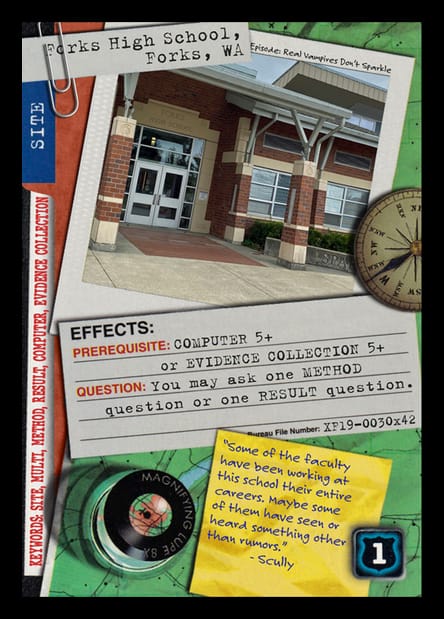 Forks High School,
Forks, WA
Episode: Real Vampires Don't Sparkle
SITE
KEYWORDS: SITE, MULTI, METHOD, RESULT, COMPUTER, EVIDENCE COLLECTION
EFFECTS:
PREREQUISITE: COMPUTER 5+
or EVIDENCE COLLECTION 5+
QUESTION: You may ask one METHOD
question or one RESULT question.
Bureau File Number: XF19-0030x42
MAGNIFYING LUPE 8X
"Some of the faculty
have been working at
this school their entire
careers. Maybe some
of them have seen or
heard something other
than rumors."
- Scully
1